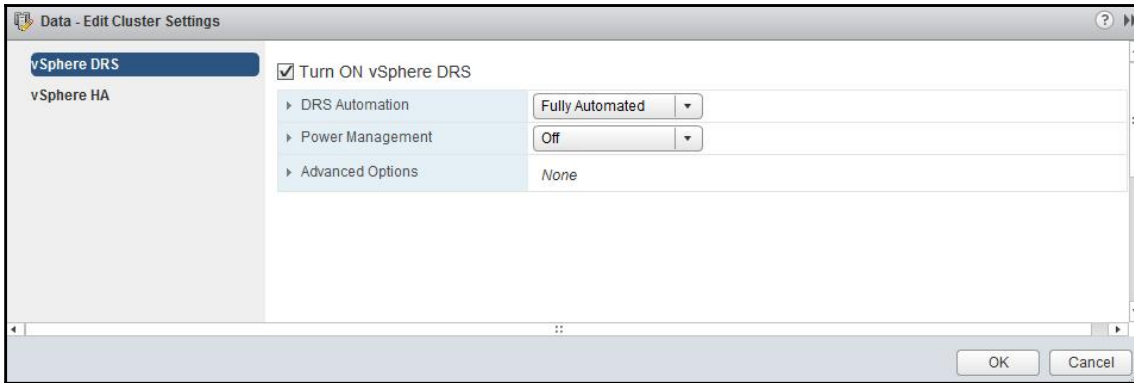 Data - Edit Cluster Settings
?
vSphere DRS
vSphere HA
Turn ON vSphere DRS
DRS Automation Fully Automated
Power Management Off
Advanced Options None
OK Cancel